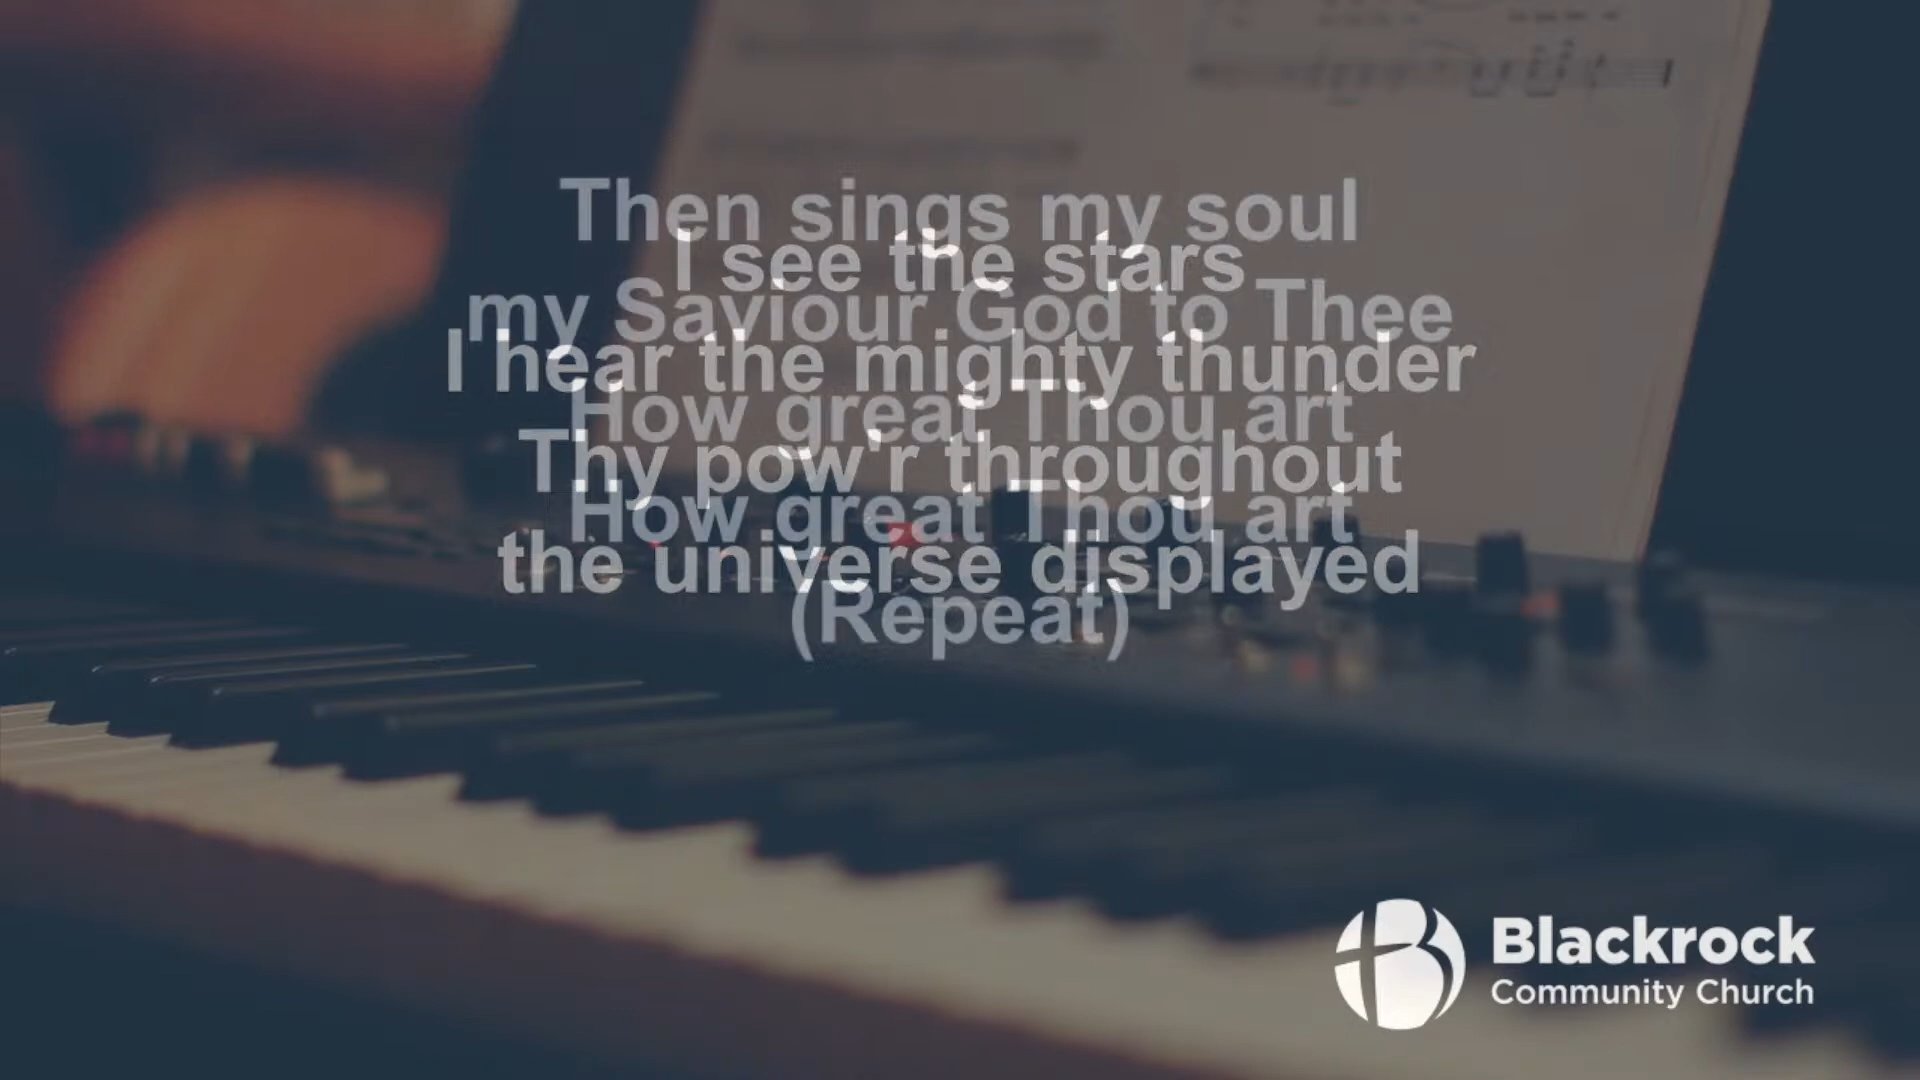 Then sings my soul
I see the stars
my Saviour God to Thee
I hear the mighty thunder
How great Thou art
Thy pow'r throughout
How great Thou art
the universe displayed
(Repeat)
Blackrock
Community Church